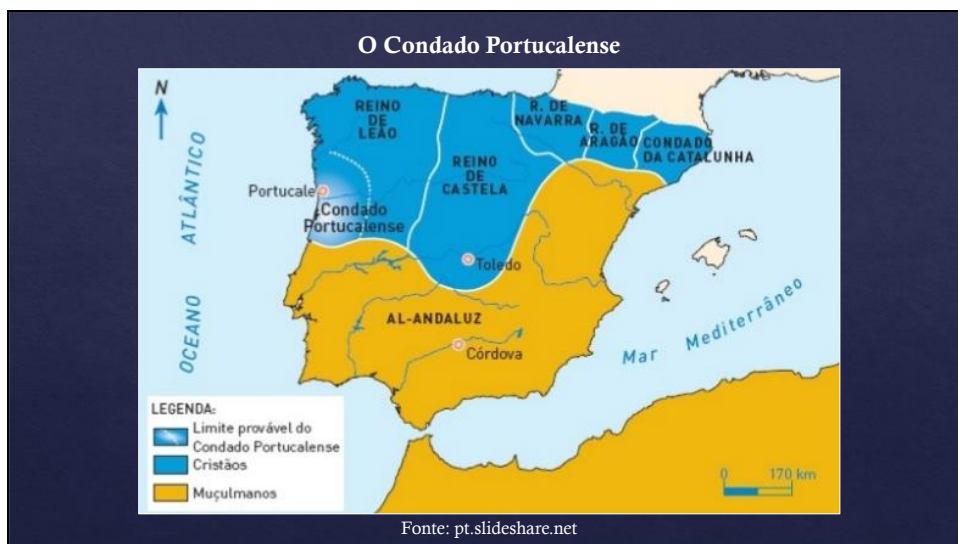 O Condado Portucalense
N
REINO
DE
LEÃO
R. DE
NAVARRA
R. DE
ARAGÃO
CONDADO
DA CATALUNHA
REINO
DE
CASTELA
Portucale
Condado
Portucalense
OCEANO ATLÂNTICO
Toledo
AL-ANDALUZ
Córdova
Mar Mediterrâneo
LEGENDA:
Limite provável do
Condado Portucalense
Cristãos
Muçulmanos
0 170 km
Fonte: pt.slideshare.net